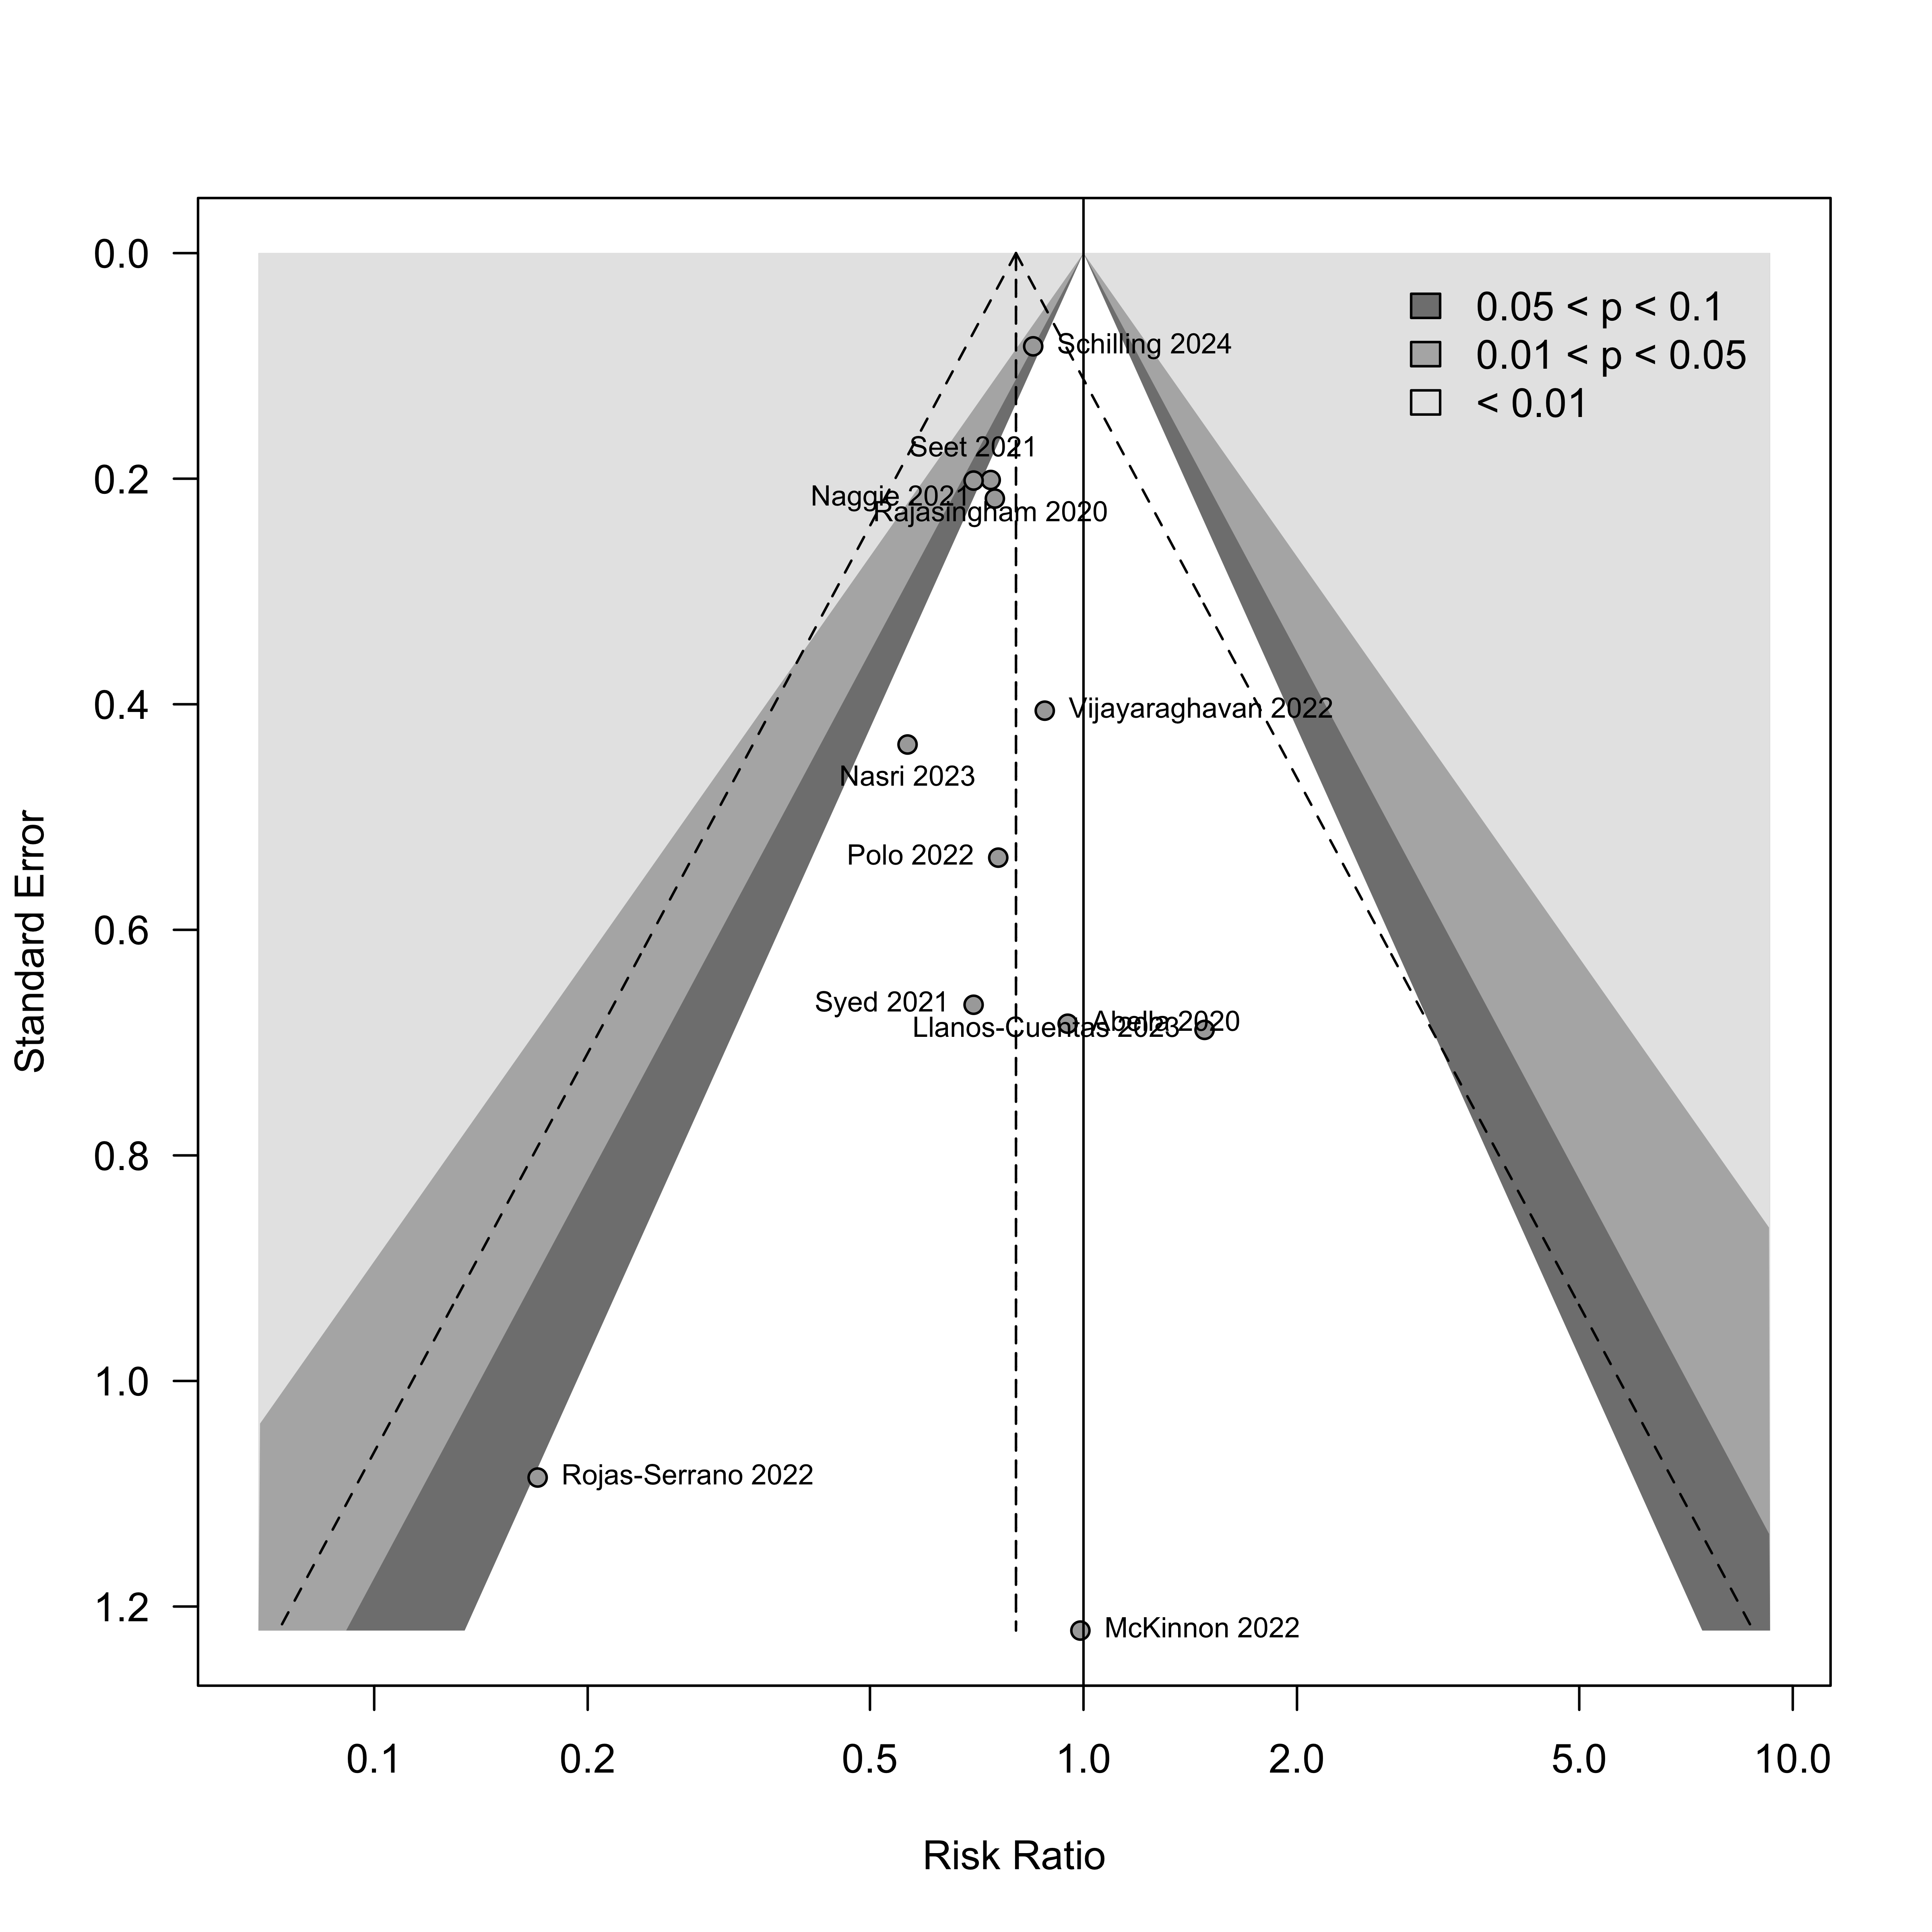 0.05 < p < 0.1
0.01 < p < 0.05
< 0.01
Schilling 2024
Seet 2021
Naggie 2021
Rajasingham 2020
Vijayaraghavan 2022
Nasri 2023
Polo 2022
Syed 2021
Abella 2020
Llanos-Cuentas 2023
Rojas-Serrano 2022
McKinnon 2022
0.0
0.2
0.4
0.6
0.8
1.0
1.2
Standard Error
0.1 0.2 0.5 1.0 2.0 5.0 10.0
Risk Ratio